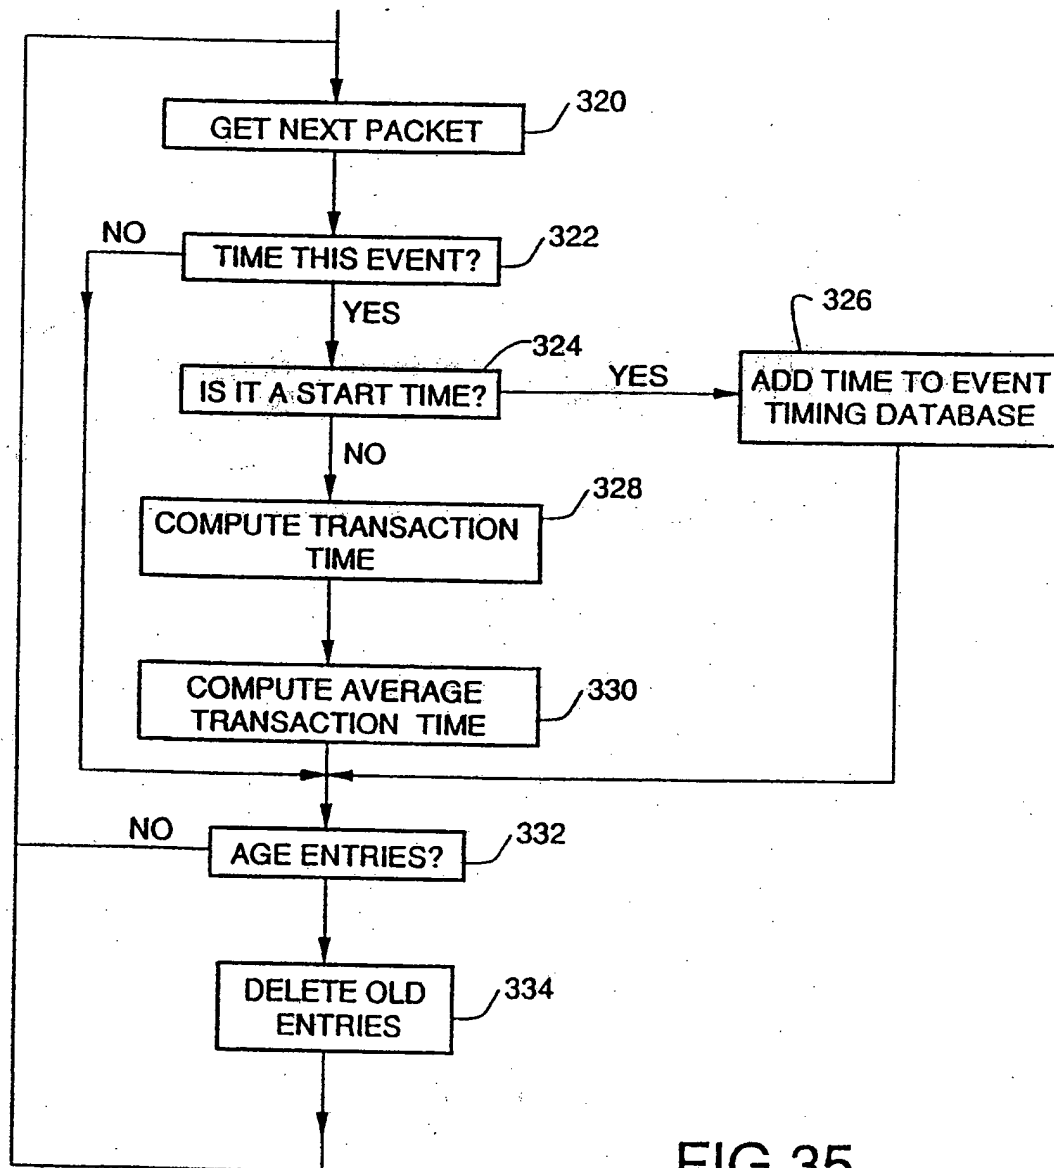 320
GET NEXT PACKET
NO
322
TIME THIS EVENT?
YES
324
326
IS IT A START TIME?
YES
ADD TIME TO EVENT
TIMING DATABASE
NO
328
COMPUTE TRANSACTION
TIME
COMPUTE AVERAGE
TRANSACTION TIME
330
NO
332
AGE ENTRIES?
DELETE OLD
ENTRIES
334
FIG.35